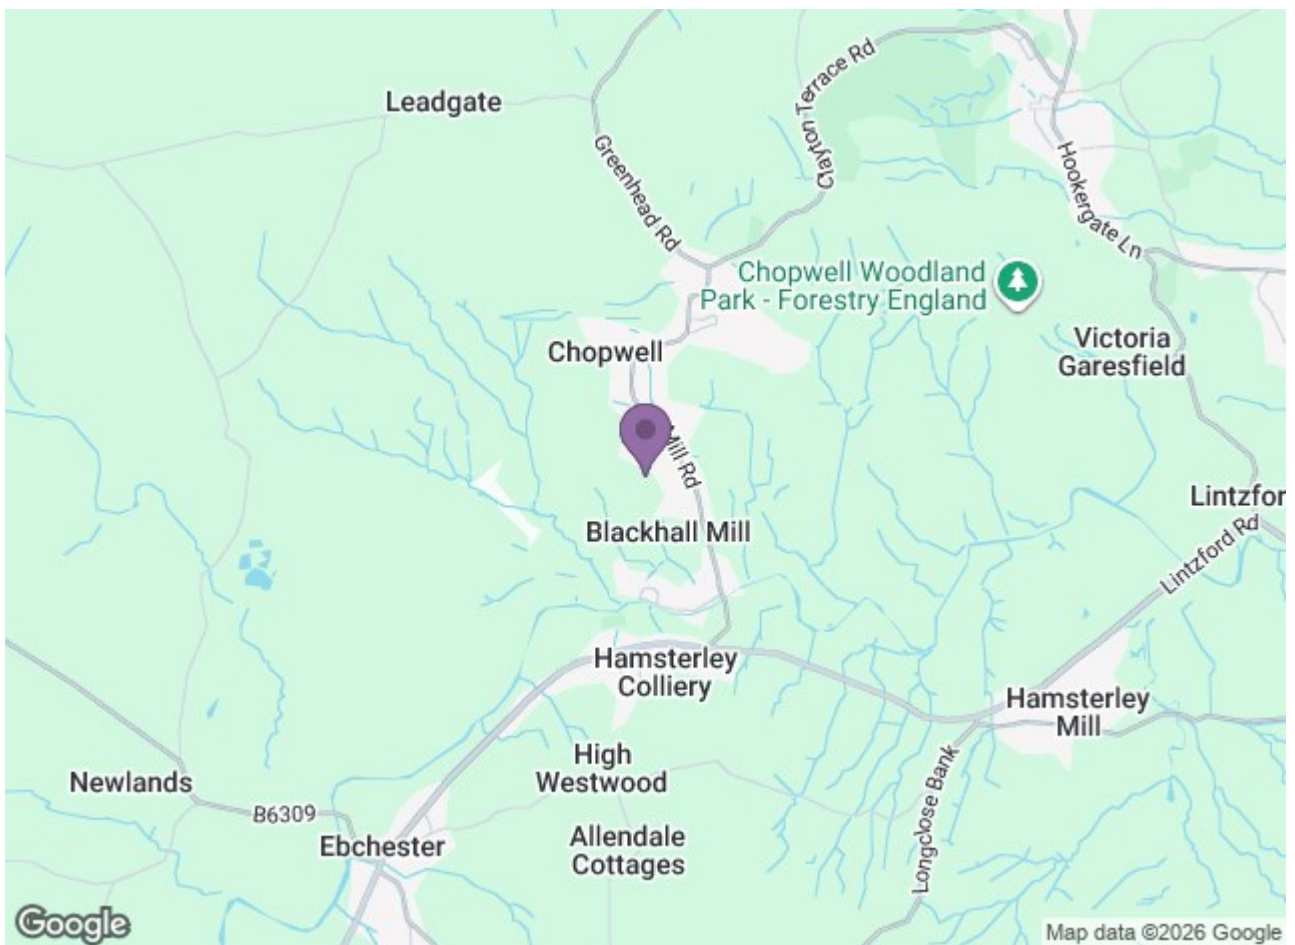 Leadgate
Clayton Terrace Rd
Greenhead Rd
Hookergate Ln
Chopwell Woodland
Park - Forestry England
Victoria
Garesfield
Chopwell
Mill Rd
Lintzfor
Blackhall Mill
Lintzford Rd
Hamsterley
Colliery
Hamsterley
Mill
High
Westwood
Newlands
Longclose Bank
B6309
Ebchester
Allendale
Cottages
Google
Map data ©2026 Google